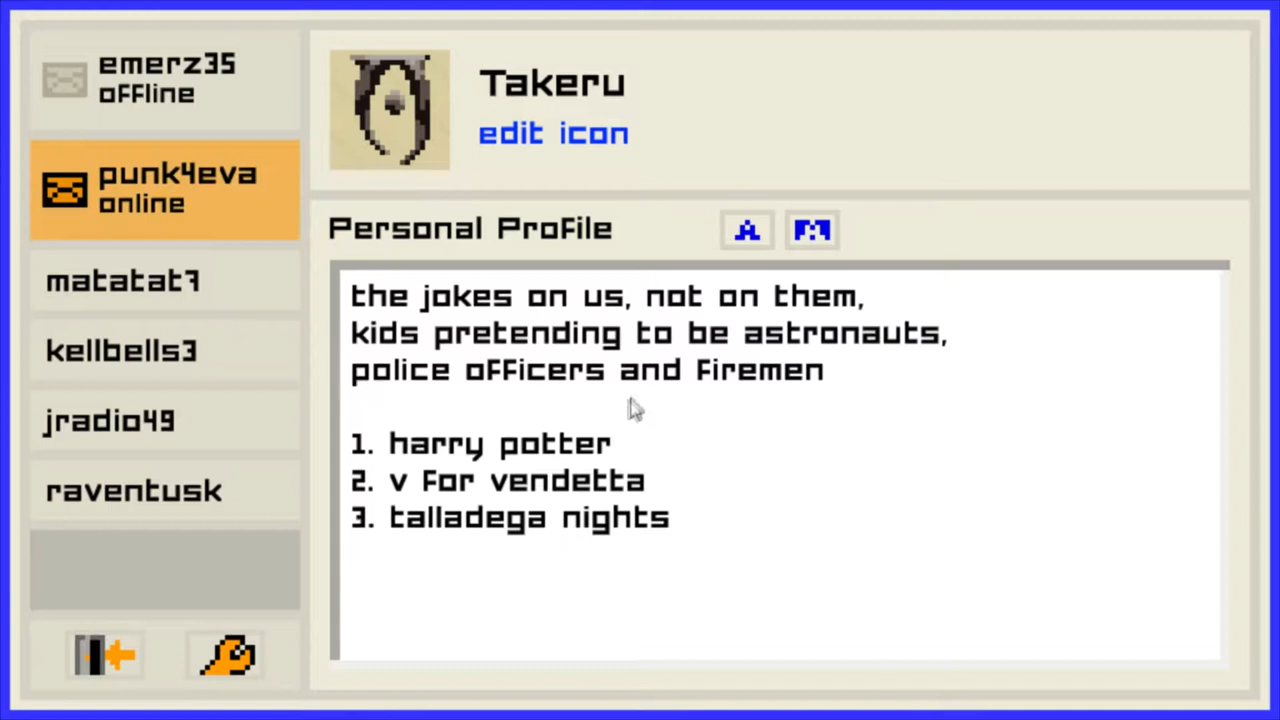 emerz35
offline
punk4eva
online
matatat7
kellbells3
jradio49
raventusk
Takeru
edit icon
Personal Profile
A
the jokes on us, not on them,
kids pretending to be astronauts,
police officers and firemen
1. harry potter
2. v for vendetta
3. talladega nights